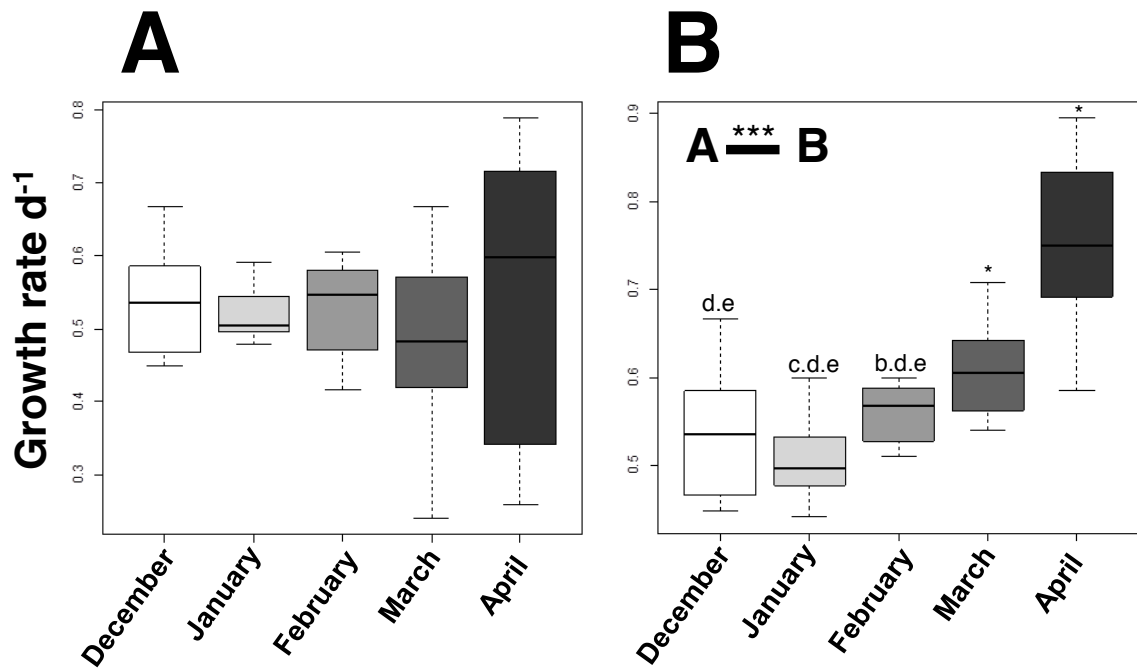 A
B
Growth rate d-1
0.8
0.7
0.6
0.5
0.4
0.3
December
January
February
March
April
0.9
0.8
0.7
0.6
0.5
A *** B
d.e
c.d.e
b.d.e
*
*
December
January
February
March
April